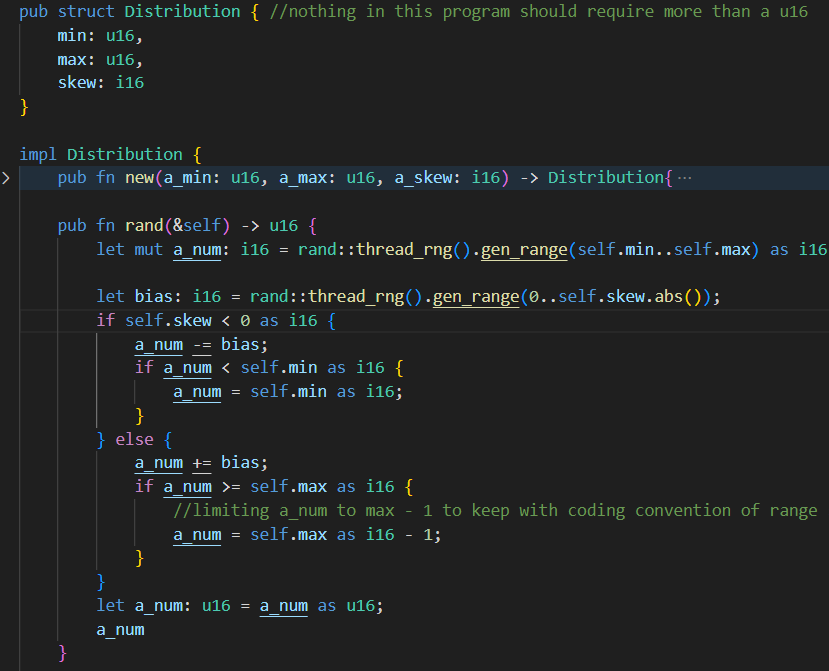 pub struct Distribution { //nothing in this program should require more than a u16
    min: u16,
    max: u16,
    skew: i16
}
impl Distribution {
    pub fn new(a_min: u16, a_max: u16, a_skew: i16) -> Distribution{ ⋯
    pub fn rand(&self) -> u16 {
        let mut a_num: i16 = rand::thread_rng().gen_range(self.min..self.max) as i16
        let bias: i16 = rand::thread_rng().gen_range(0..self.skew.abs());
        if self.skew < 0 as i16 {
            a_num -= bias;
            if a_num < self.min as i16 {
                a_num = self.min as i16;
            }
        } else {
            a_num += bias;
            if a_num >= self.max as i16 {
                //limiting a_num to max - 1 to keep with coding convention of range
                a_num = self.max as i16 - 1;
            }
        }
        let a_num: u16 = a_num as u16;
        a_num
    }